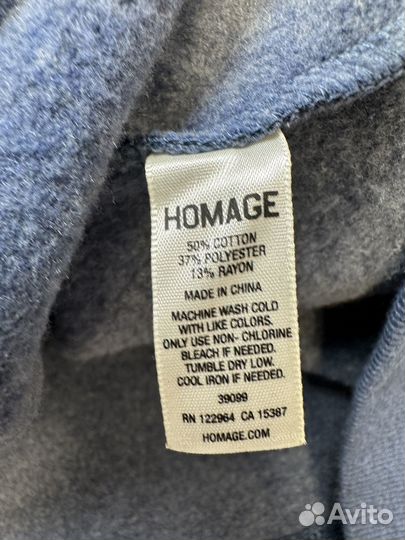 HOMAGE
50% COTTON
37% POLYESTER
13% RAYON
MADE IN CHINA
MACHINE WASH COLD
WITH LIKE COLORS.
ONLY USE NON- CHLORINE
BLEACH IF NEEDED.
TUMBLE DRY LOW.
COOL IRON IF NEEDED.
39099
RN 122964 CA 15387
HOMAGE.COM
Avito